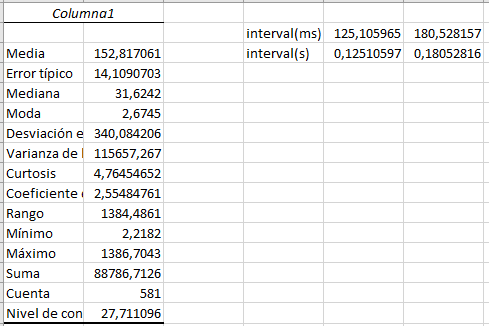 Columna1
interval(ms) 125,105965 180,528157
Media 152,817061 interval(s) 0,12510597 0,18052816
Error típico 14,1090703
Mediana 31,6242
Moda 2,6745
Desviación e 340,084206
Varianza de l 115657,267
Curtosis 4,76454652
Coeficiente 2,55484761
Rango 1384,4861
Mínimo 2,2182
Máximo 1386,7043
Suma 88786,7126
Cuenta 581
Nivel de con 27,711096